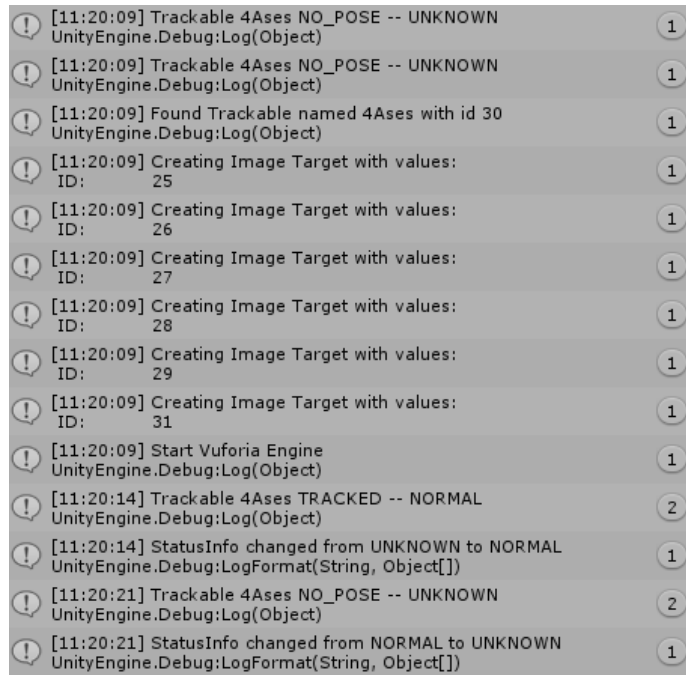 [11:20:09] Trackable 4Ases NO_POSE -- UNKNOWN
UnityEngine.Debug:Log(Object)
1
[11:20:09] Trackable 4Ases NO_POSE -- UNKNOWN
UnityEngine.Debug:Log(Object)
1
[11:20:09] Found Trackable named 4Ases with id 30
UnityEngine.Debug:Log(Object)
1
[11:20:09] Creating Image Target with values:
ID: 25
1
[11:20:09] Creating Image Target with values:
ID: 26
1
[11:20:09] Creating Image Target with values:
ID: 27
1
[11:20:09] Creating Image Target with values:
ID: 28
1
[11:20:09] Creating Image Target with values:
ID: 29
1
[11:20:09] Creating Image Target with values:
ID: 31
1
[11:20:09] Start Vuforia Engine
UnityEngine.Debug:Log(Object)
1
[11:20:14] Trackable 4Ases TRACKED -- NORMAL
UnityEngine.Debug:Log(Object)
2
[11:20:14] StatusInfo changed from UNKNOWN to NORMAL
UnityEngine.Debug:LogFormat(String, Object[])
1
[11:20:21] Trackable 4Ases NO_POSE -- UNKNOWN
UnityEngine.Debug:Log(Object)
2
[11:20:21] StatusInfo changed from NORMAL to UNKNOWN
UnityEngine.Debug:LogFormat(String, Object[])
1